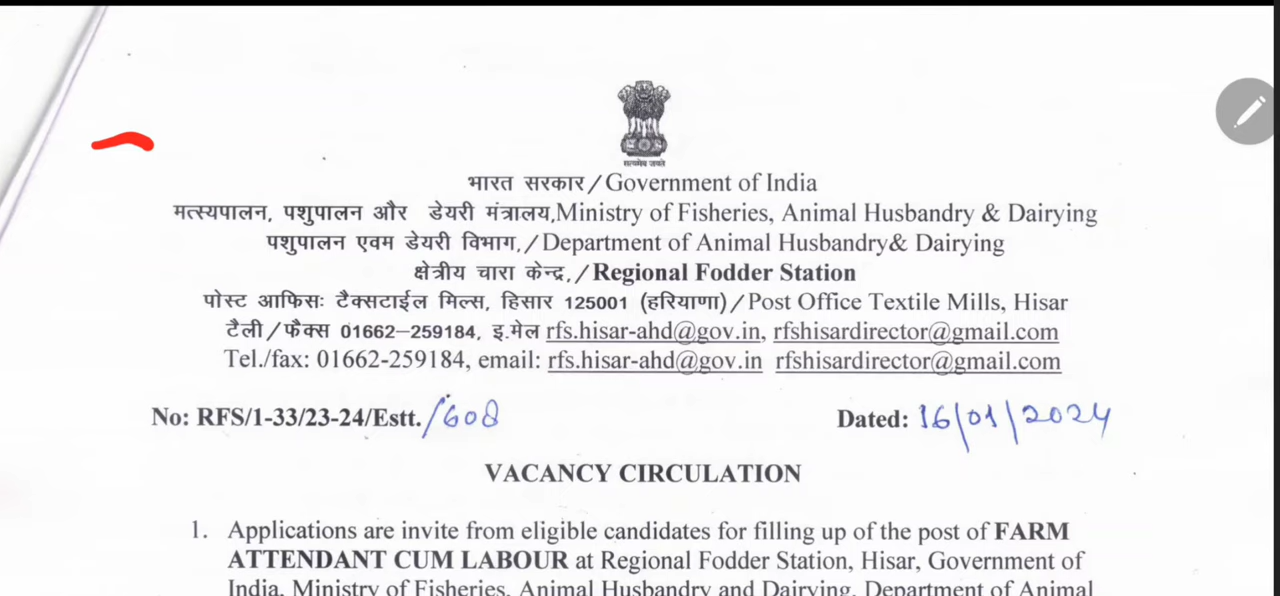 सत्यमेव जयते
भारत सरकार/Government of India
मत्स्यपालन, पशुपालन और डेयरी मंत्रालय,Ministry of Fisheries, Animal Husbandry & Dairying
पशुपालन एवम डेयरी विभाग,/Department of Animal Husbandry& Dairying
क्षेत्रीय चारा केन्द्र,/Regional Fodder Station
पोस्ट आफिसः टैक्सटाईल मिल्स, हिसार 125001 (हरियाणा)/Post Office Textile Mills, Hisar
टैली/फैक्स 01662–259184, इ.मेल rfs.hisar-ahd@gov.in, rfshisardirector@gmail.com
Tel./fax: 01662-259184, email: rfs.hisar-ahd@gov.in rfshisardirector@gmail.com
No: RFS/1-33/23-24/Estt./608 Dated: 16/01/2024
VACANCY CIRCULATION
1. Applications are invite from eligible candidates for filling up of the post of FARM
ATTENDANT CUM LABOUR at Regional Fodder Station, Hisar, Government of
India, Ministry of Fisheries, Animal Husbandry and Dairying, Department of Animal